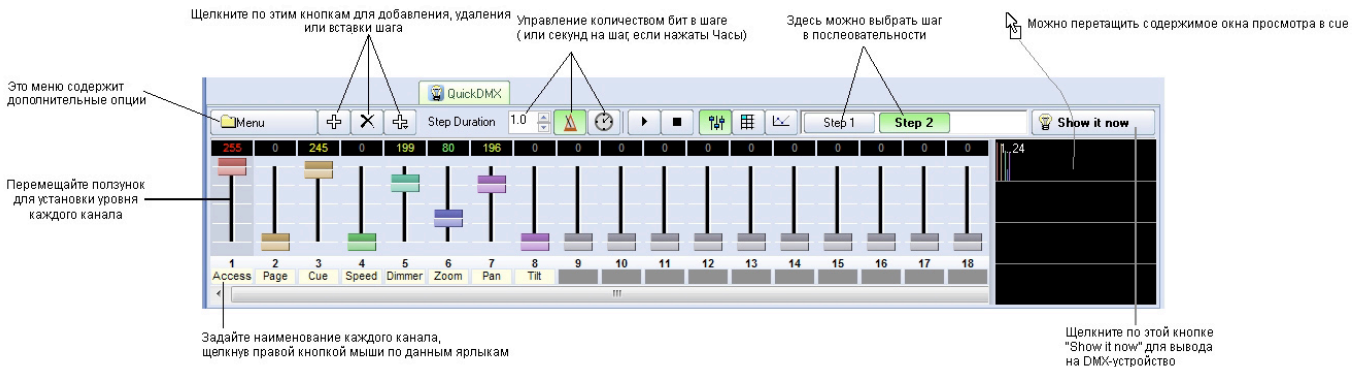 Щелкните по этим кнопкам для добавления, удаления
или вставки шага
Управление количеством бит в шаге
( или секунд на шаг, если нажаты Часы)
Здесь можно выбрать шаг
в послеовательности
Можно перетащить содержимое окна просмотра в cue
Это меню содержит
дополнительные опции
QuickDMX
Menu
Step Duration
1.0
Step 1
Step 2
Show it now
255 0 245 0 199 80 196 0 0 0 0 0 0 0 0 0 0 0
1..24
Перемещайте ползунок
для установки уровня
каждого канала
1 2 3 4 5 6 7 8 9 10 11 12 13 14 15 16 17 18
Access Page Cue Speed Dimmer Zoom Pan Tilt
Задайте наименование каждого канала,
щелкнув правой кнопкой мыши по данным ярлыкам
Щелкните по этой кнопке
"Show it now" для вывода
на DMX-устройство